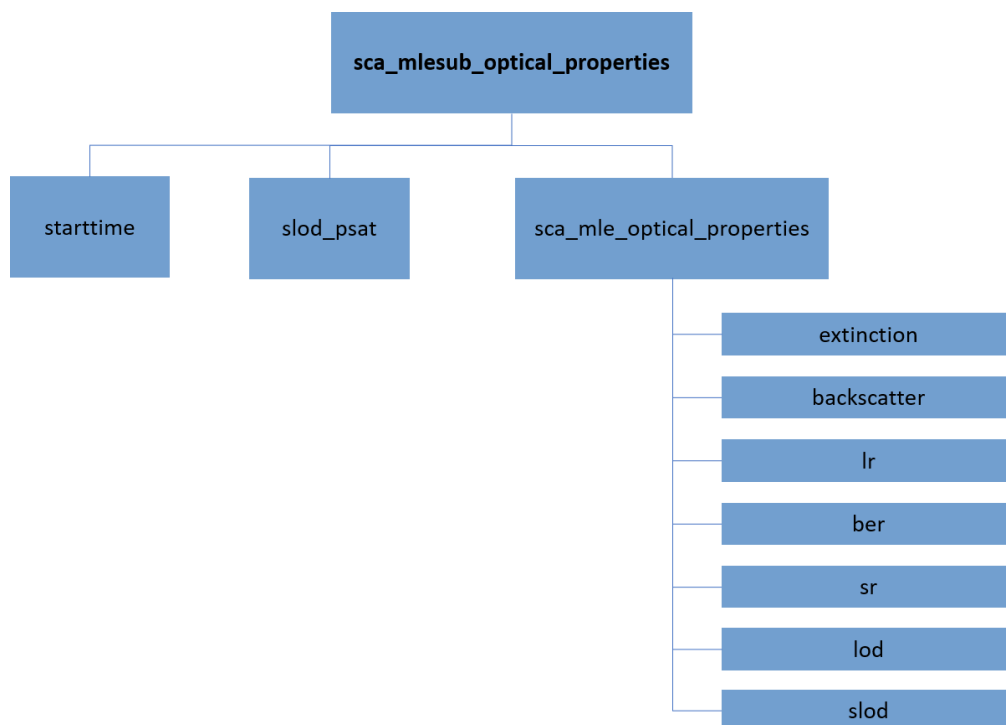 sca_mlesub_optical_properties
starttime
slod_psat
sca_mle_optical_properties
extinction
backscatter
lr
ber
sr
lod
slod